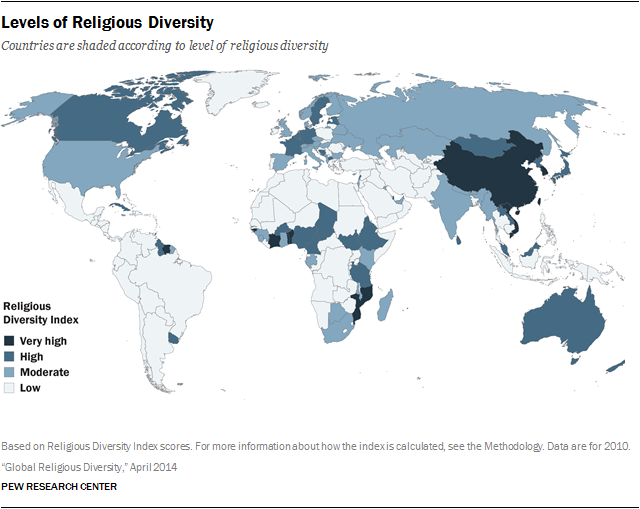 Levels of Religious Diversity
Countries are shaded according to level of religious diversity
Religious
Diversity Index
Very high
High
Moderate
Low
Based on Religious Diversity Index scores. For more information about how the index is calculated, see the Methodology. Data are for 2010.
“Global Religious Diversity,” April 2014
PEW RESEARCH CENTER